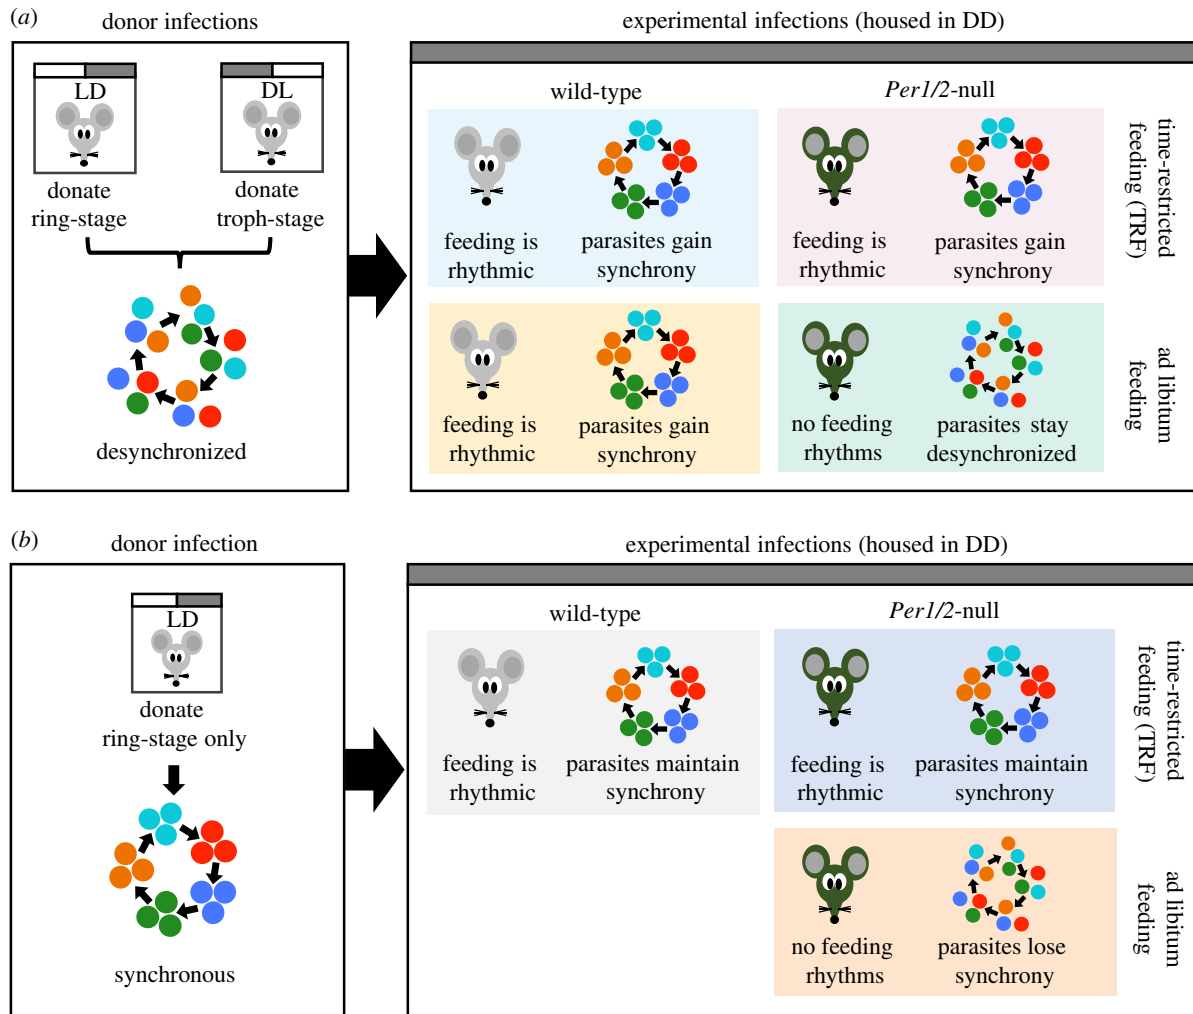 (a)
donor infections
LD
DL
donate
ring-stage
donate
troph-stage
desynchronized
experimental infections (housed in DD)
wild-type
Per1/2-null
feeding is
rhythmic
parasites gain
synchrony
feeding is
rhythmic
parasites gain
synchrony
time-restricted
feeding (TRF)
feeding is
rhythmic
parasites gain
synchrony
no feeding
rhythms
parasites stay
desynchronized
ad libitum
feeding
(b)
donor infection
LD
donate
ring-stage only
synchronous
experimental infections (housed in DD)
wild-type
Per1/2-null
feeding is
rhythmic
parasites maintain
synchrony
feeding is
rhythmic
parasites maintain
synchrony
time-restricted
feeding (TRF)
no feeding
rhythms
parasites lose
synchrony
ad libitum
feeding